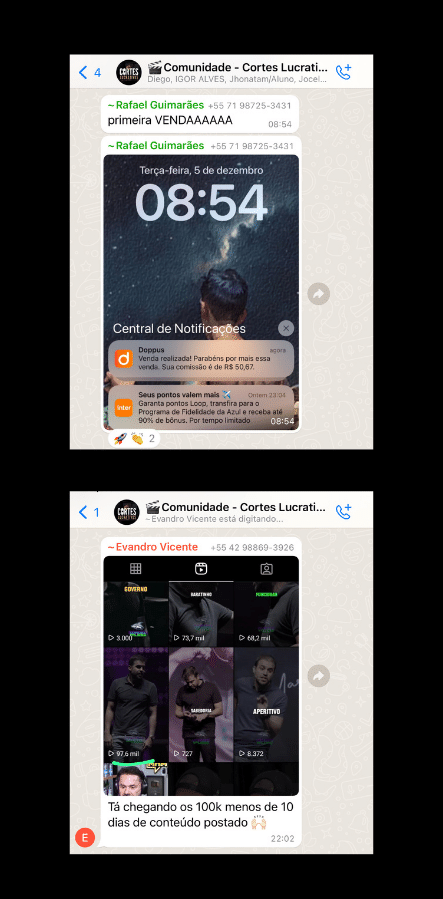 4
CORTES
🎬Comunidade - Cortes Lucrati...
Diego, IGOR ALVES, Jhonatam/Aluno, Jocel...
~Rafael Guimarães +55 71 98725-3431
primeira VENDAAAAAA
08:54
~Rafael Guimarães +55 71 98725-3431
Terça-feira, 5 de dezembro
08:54
Central de Notificações
Doppus agora
Venda realizada! Parabéns por mais essa
venda. Sua comissão é de R$ 50,67.
inter
Seus pontos valem mais ✈️ Ontem 23:04
Garanta pontos Loop, transfira para o
Programa de Fidelidade da Azul e receba até
90% de bônus. Por tempo limitado
08:54
🚀 👏 2
1
CORTES
🎬Comunidade - Cortes Lucrati...
~Evandro Vicente está digitando...
~Evandro Vicente +55 42 98869-3926
GOVERNO
BARATINHO
3.000
73,7 mil
68,2 mil
SABEDORIA
APERITIVO
97,6 mil
727
8.372
Tá chegando os 100k menos de 10
dias de conteúdo postado 🙌🏻
E
22:02